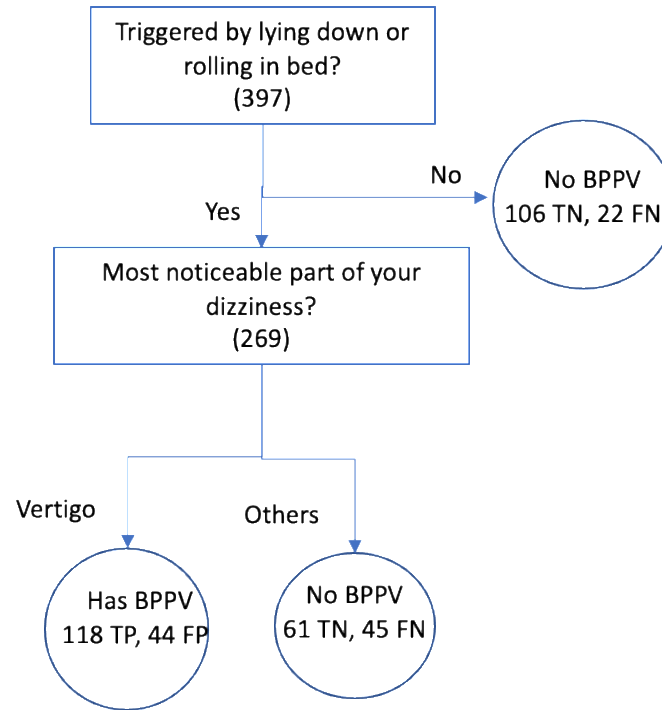 Triggered by lying down or
rolling in bed?
(397)
No
No BPPV
106 TN, 22 FN
Yes
Most noticeable part of your
dizziness?
(269)
Vertigo
Others
Has BPPV
118 TP, 44 FP
No BPPV
61 TN, 45 FN